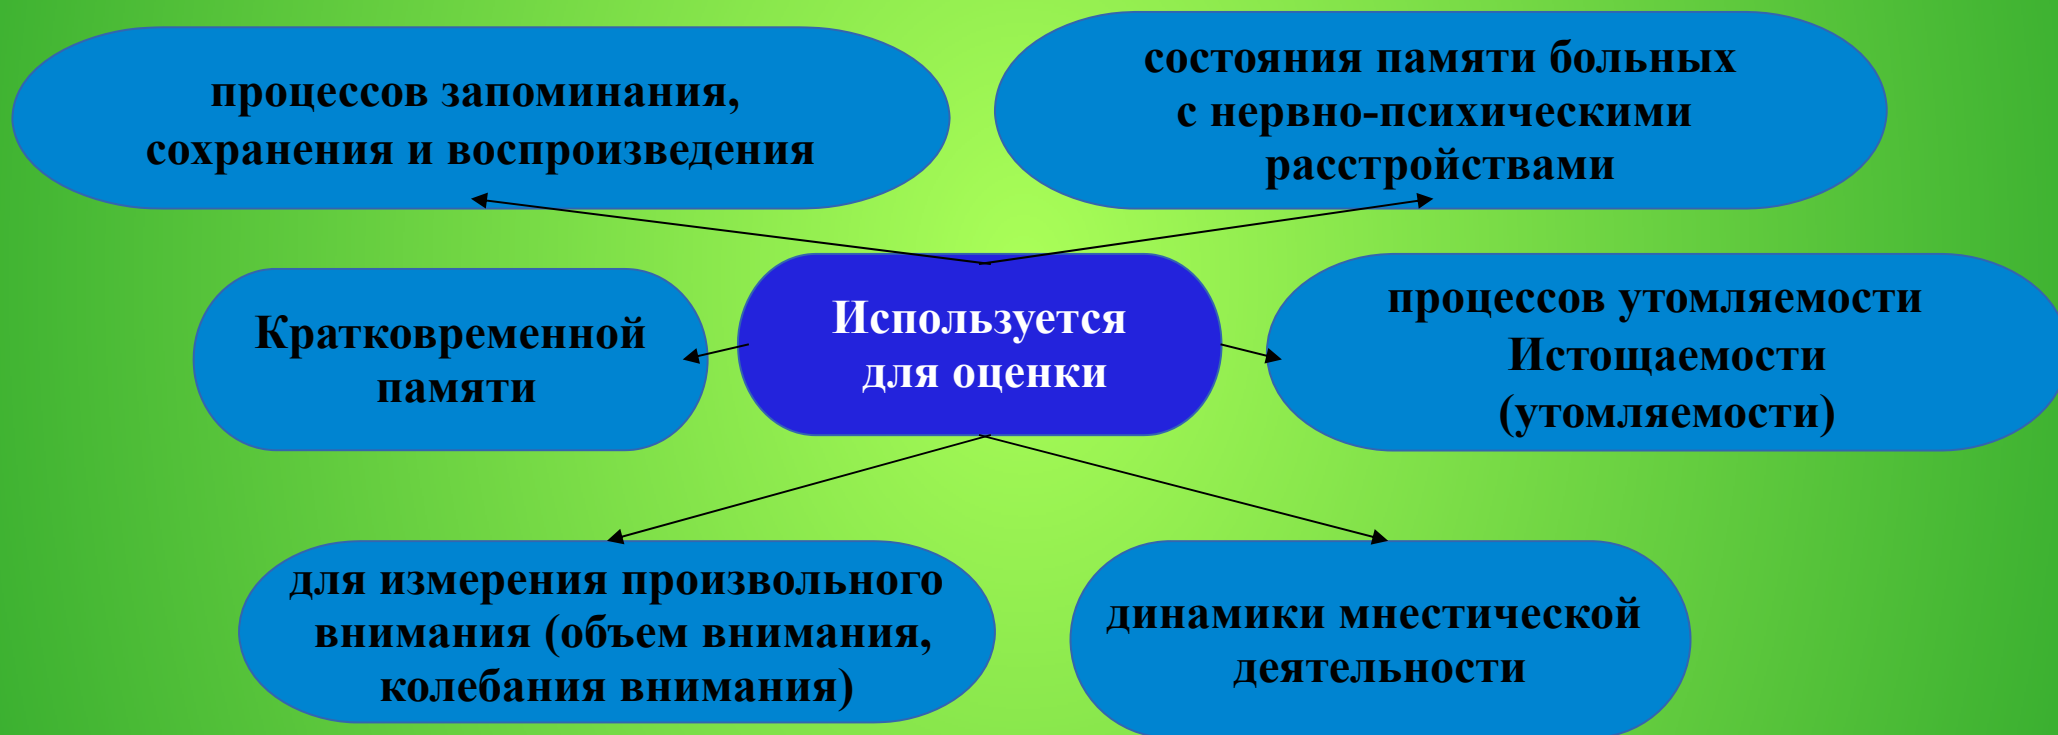 процессов запоминания,
сохранения и воспроизведения
состояния памяти больных
с нервно-психическими
расстройствами
Кратковременной
памяти
Используется
для оценки
процессов утомляемости
Истощаемости
(утомляемости)
для измерения произвольного
внимания (объем внимания,
колебания внимания)
динамики мнестической
деятельности